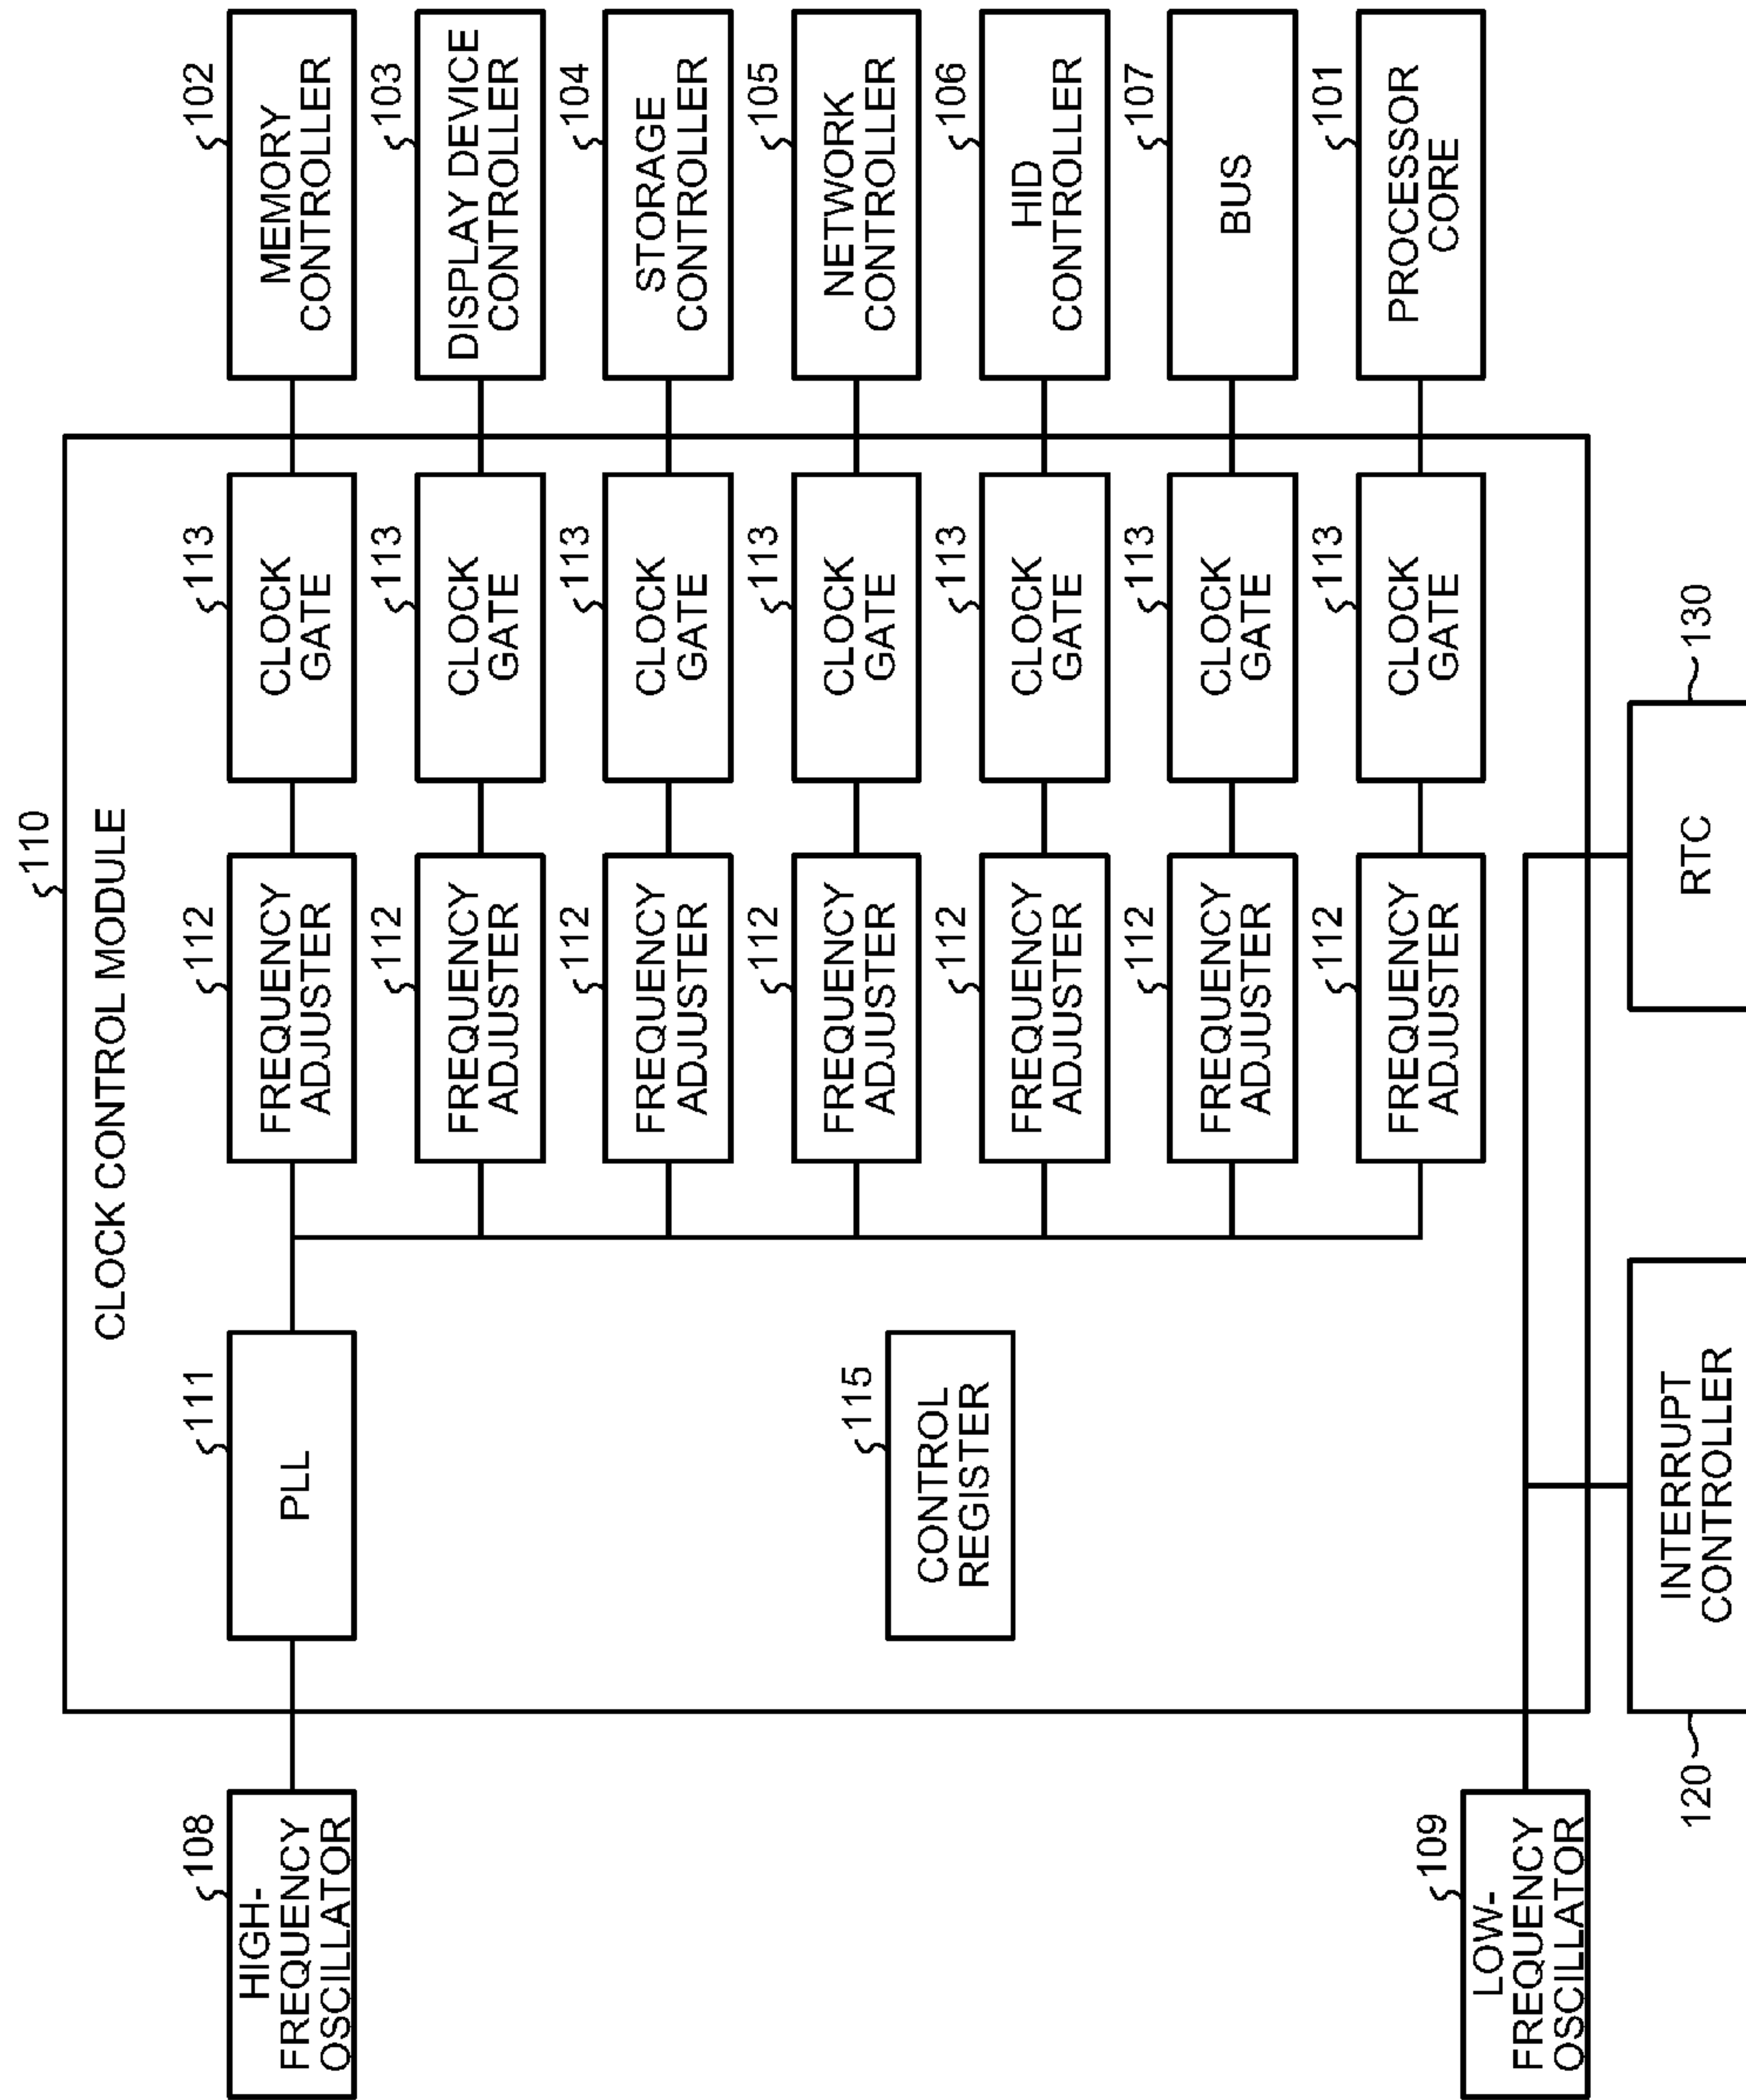 110
CLOCK CONTROL MODULE
108
HIGH-
FREQUENCY
OSCILLATOR
111
PLL
112
FREQUENCY
ADJUSTER
113
CLOCK
GATE
102
MEMORY
CONTROLLER
112
FREQUENCY
ADJUSTER
113
CLOCK
GATE
103
DISPLAY DEVICE
CONTROLLER
112
FREQUENCY
ADJUSTER
113
CLOCK
GATE
104
STORAGE
CONTROLLER
115
CONTROL
REGISTER
112
FREQUENCY
ADJUSTER
113
CLOCK
GATE
105
NETWORK
CONTROLLER
112
FREQUENCY
ADJUSTER
113
CLOCK
GATE
106
HID
CONTROLLER
112
FREQUENCY
ADJUSTER
113
CLOCK
GATE
107
BUS
112
FREQUENCY
ADJUSTER
113
CLOCK
GATE
101
PROCESSOR
CORE
109
LOW-
FREQUENCY
OSCILLATOR
120
INTERRUPT
CONTROLLER
RTC
130